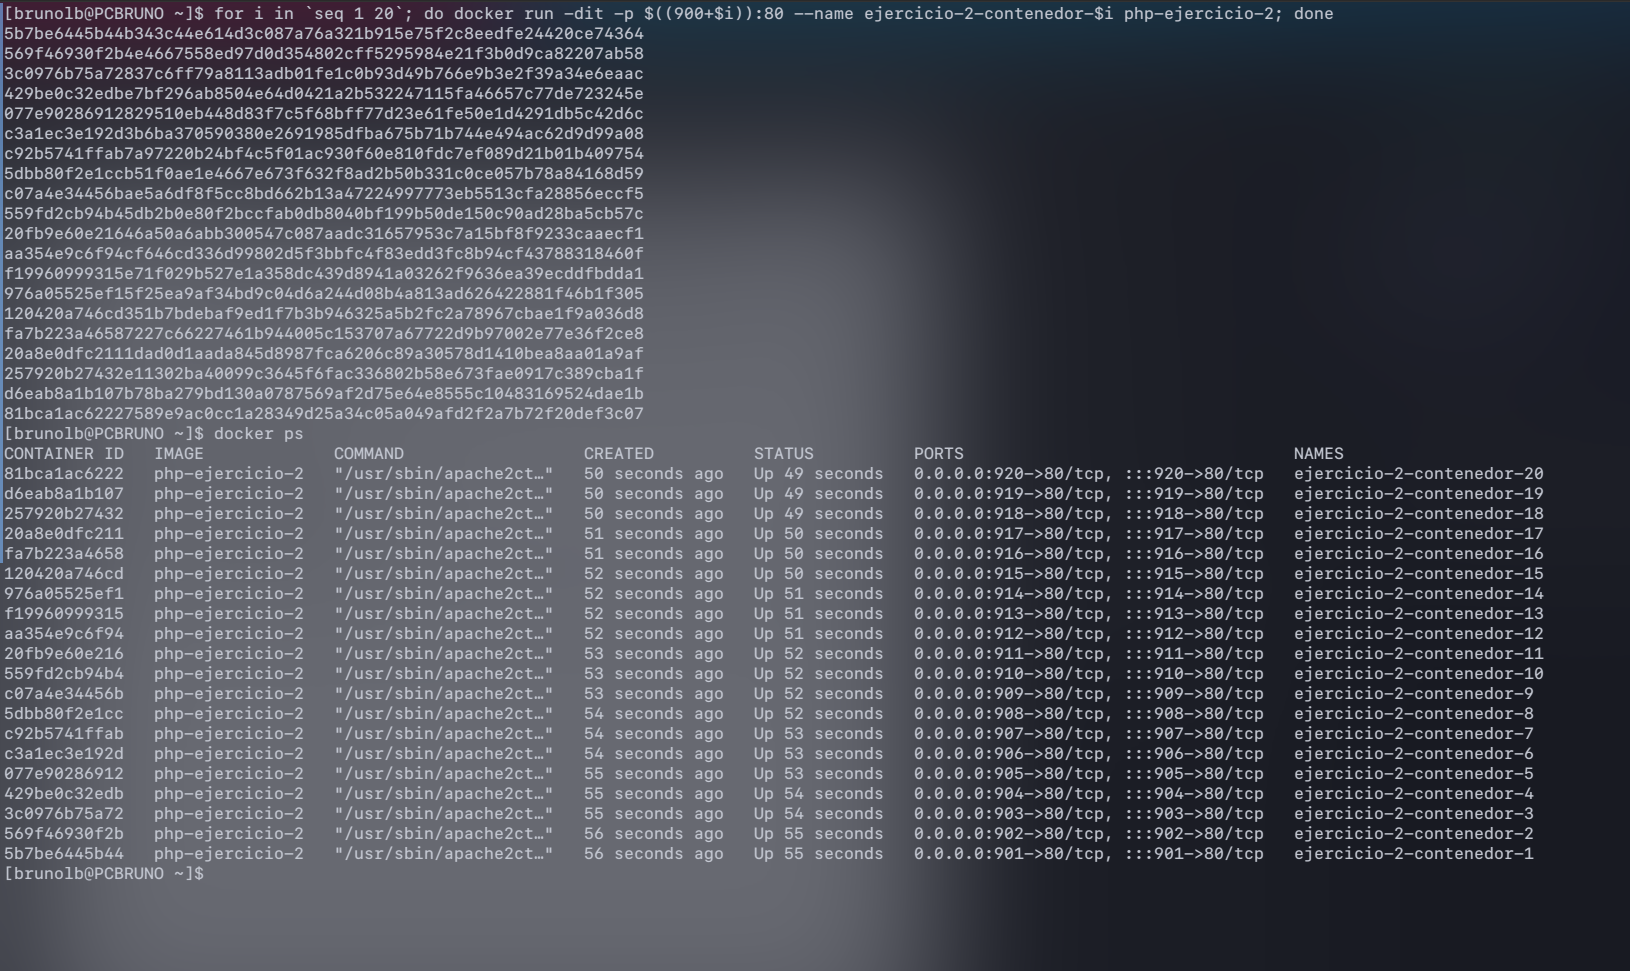 [brunolb@PCBRUNO ~]$ for i in `seq 1 20`; do docker run -dit -p $((900+$i)):80 --name ejercicio-2-contenedor-$i php-ejercicio-2; done
5b7be6445b44b343c44e614d3c087a76a321b915e75f2c8eedfe24420ce74364
569f46930f2b4e4667558ed97d0d354802cff5295984e21f3b0d9ca82207ab58
3c0976b75a72837c6ff79a8113adb01fe1c0b93d49b766e9b3e2f39a34e6eaac
429be0c32edbe7bf296ab8504e64d0421a2b532247115fa46657c77de723245e
077e90286912829510eb448d83f7c5f68bff77d23e61fe50e1d4291db5c42d6c
c3a1ec3e192d3b6ba370590380e2691985dfba675b71b744e494ac62d9d99a08
c92b5741ffab7a97220b24bf4c5f01ac930f60e810fdc7ef089d21b01b409754
5dbb80f2e1ccb51f0ae1e4667e673f632f8ad2b50b331c0ce057b78a84168d59
c07a4e34456bae5a6df8f5cc8bd662b13a47224997773eb5513cfa28856eccf5
559fd2cb94b45db2b0e80f2bccfab0db8040bf199b50de150c90ad28ba5cb57c
20fb9e60e21646a50a6abb300547c087aadc31657953c7a15bf8f9233caaecf1
aa354e9c6f94cf646cd336d99802d5f3bbfc4f83edd3fc8b94cf43788318460f
f19960999315e71f029b527e1a358dc439d8941a03262f9636ea39ecddfbdda1
976a05525ef15f25ea9af34bd9c04d6a244d08b4a813ad626422881f46b1f305
120420a746cd351b7bdebaf9ed1f7b3b946325a5b2fc2a78967cbae1f9a036d8
fa7b223a46587227c66227461b944005c153707a67722d9b97002e77e36f2ce8
20a8e0dfc2111dad0d1aada845d8987fca6206c89a30578d1410bea8aa01a9af
257920b27432e11302ba40099c3645f6fac336802b58e673fae0917c389cba1f
d6eab8a1b107b78ba279bd130a0787569af2d75e64e8555c10483169524dae1b
81bca1ac62227589e9ac0cc1a28349d25a34c05a049afd2f2a7b72f20def3c07
[brunolb@PCBRUNO ~]$ docker ps
CONTAINER ID   IMAGE             COMMAND                  CREATED          STATUS          PORTS                                 NAMES
81bca1ac6222   php-ejercicio-2   "/usr/sbin/apache2ct…"   50 seconds ago   Up 49 seconds   0.0.0.0:920->80/tcp, :::920->80/tcp   ejercicio-2-contenedor-20
d6eab8a1b107   php-ejercicio-2   "/usr/sbin/apache2ct…"   50 seconds ago   Up 49 seconds   0.0.0.0:919->80/tcp, :::919->80/tcp   ejercicio-2-contenedor-19
257920b27432   php-ejercicio-2   "/usr/sbin/apache2ct…"   50 seconds ago   Up 49 seconds   0.0.0.0:918->80/tcp, :::918->80/tcp   ejercicio-2-contenedor-18
20a8e0dfc211   php-ejercicio-2   "/usr/sbin/apache2ct…"   51 seconds ago   Up 50 seconds   0.0.0.0:917->80/tcp, :::917->80/tcp   ejercicio-2-contenedor-17
fa7b223a4658   php-ejercicio-2   "/usr/sbin/apache2ct…"   51 seconds ago   Up 50 seconds   0.0.0.0:916->80/tcp, :::916->80/tcp   ejercicio-2-contenedor-16
120420a746cd   php-ejercicio-2   "/usr/sbin/apache2ct…"   52 seconds ago   Up 50 seconds   0.0.0.0:915->80/tcp, :::915->80/tcp   ejercicio-2-contenedor-15
976a05525ef1   php-ejercicio-2   "/usr/sbin/apache2ct…"   52 seconds ago   Up 51 seconds   0.0.0.0:914->80/tcp, :::914->80/tcp   ejercicio-2-contenedor-14
f19960999315   php-ejercicio-2   "/usr/sbin/apache2ct…"   52 seconds ago   Up 51 seconds   0.0.0.0:913->80/tcp, :::913->80/tcp   ejercicio-2-contenedor-13
aa354e9c6f94   php-ejercicio-2   "/usr/sbin/apache2ct…"   52 seconds ago   Up 51 seconds   0.0.0.0:912->80/tcp, :::912->80/tcp   ejercicio-2-contenedor-12
20fb9e60e216   php-ejercicio-2   "/usr/sbin/apache2ct…"   53 seconds ago   Up 52 seconds   0.0.0.0:911->80/tcp, :::911->80/tcp   ejercicio-2-contenedor-11
559fd2cb94b4   php-ejercicio-2   "/usr/sbin/apache2ct…"   53 seconds ago   Up 52 seconds   0.0.0.0:910->80/tcp, :::910->80/tcp   ejercicio-2-contenedor-10
c07a4e34456b   php-ejercicio-2   "/usr/sbin/apache2ct…"   53 seconds ago   Up 52 seconds   0.0.0.0:909->80/tcp, :::909->80/tcp   ejercicio-2-contenedor-9
5dbb80f2e1cc   php-ejercicio-2   "/usr/sbin/apache2ct…"   54 seconds ago   Up 52 seconds   0.0.0.0:908->80/tcp, :::908->80/tcp   ejercicio-2-contenedor-8
c92b5741ffab   php-ejercicio-2   "/usr/sbin/apache2ct…"   54 seconds ago   Up 53 seconds   0.0.0.0:907->80/tcp, :::907->80/tcp   ejercicio-2-contenedor-7
c3a1ec3e192d   php-ejercicio-2   "/usr/sbin/apache2ct…"   54 seconds ago   Up 53 seconds   0.0.0.0:906->80/tcp, :::906->80/tcp   ejercicio-2-contenedor-6
077e90286912   php-ejercicio-2   "/usr/sbin/apache2ct…"   55 seconds ago   Up 53 seconds   0.0.0.0:905->80/tcp, :::905->80/tcp   ejercicio-2-contenedor-5
429be0c32edb   php-ejercicio-2   "/usr/sbin/apache2ct…"   55 seconds ago   Up 54 seconds   0.0.0.0:904->80/tcp, :::904->80/tcp   ejercicio-2-contenedor-4
3c0976b75a72   php-ejercicio-2   "/usr/sbin/apache2ct…"   55 seconds ago   Up 54 seconds   0.0.0.0:903->80/tcp, :::903->80/tcp   ejercicio-2-contenedor-3
569f46930f2b   php-ejercicio-2   "/usr/sbin/apache2ct…"   56 seconds ago   Up 55 seconds   0.0.0.0:902->80/tcp, :::902->80/tcp   ejercicio-2-contenedor-2
5b7be6445b44   php-ejercicio-2   "/usr/sbin/apache2ct…"   56 seconds ago   Up 55 seconds   0.0.0.0:901->80/tcp, :::901->80/tcp   ejercicio-2-contenedor-1
[brunolb@PCBRUNO ~]$